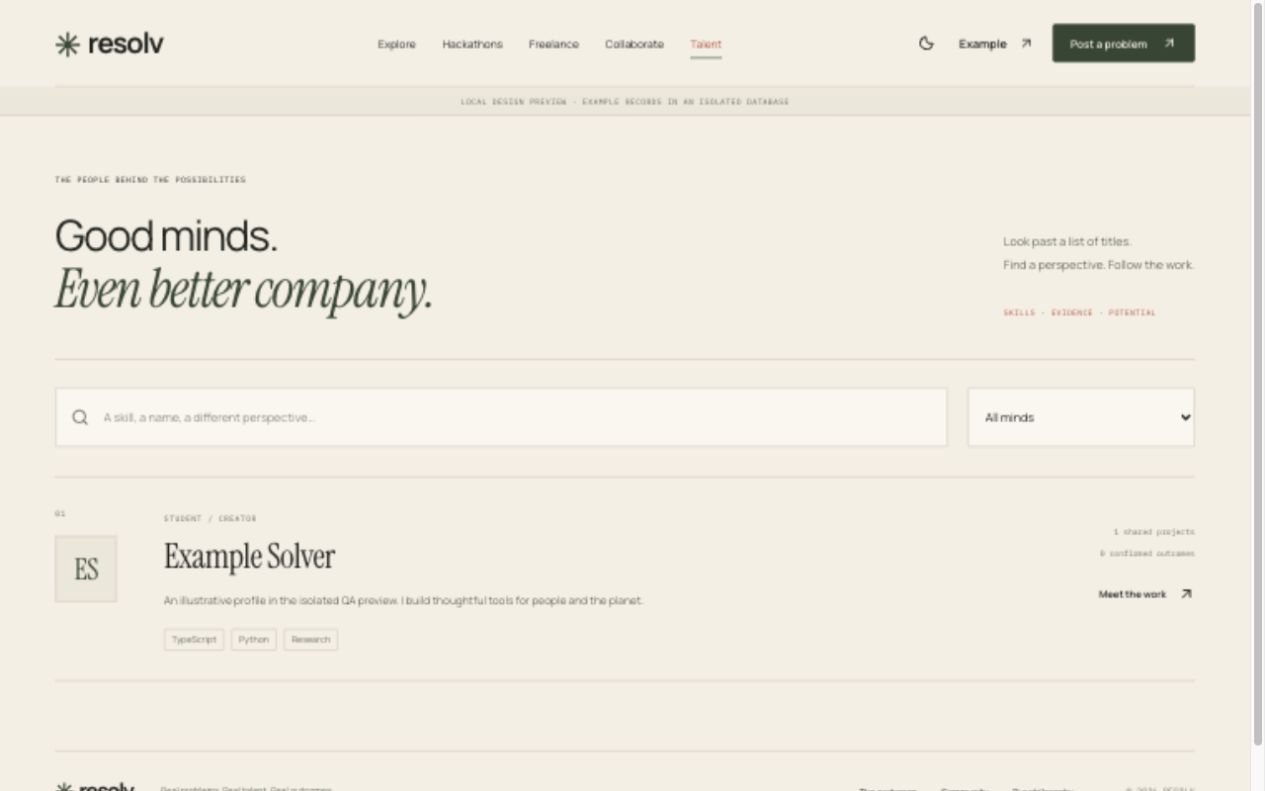 resolv
Explore Hackathons Freelance Collaborate Talent
Example
Post a problem
LOCAL DESIGN PREVIEW · EXAMPLE RECORDS IN AN ISOLATED DATABASE
THE PEOPLE BEHIND THE POSSIBILITIES
Good minds.
Even better company.
Look past a list of titles.
Find a perspective. Follow the work.
SKILLS · EVIDENCE · POTENTIAL
A skill, a name, a different perspective...
All minds
01
ES
STUDENT / CREATOR
Example Solver
An illustrative profile in the isolated QA preview. I build thoughtful tools for people and the planet.
TypeScript Python Research
1 shared projects
0 confirmed outcomes
Meet the work
resolv